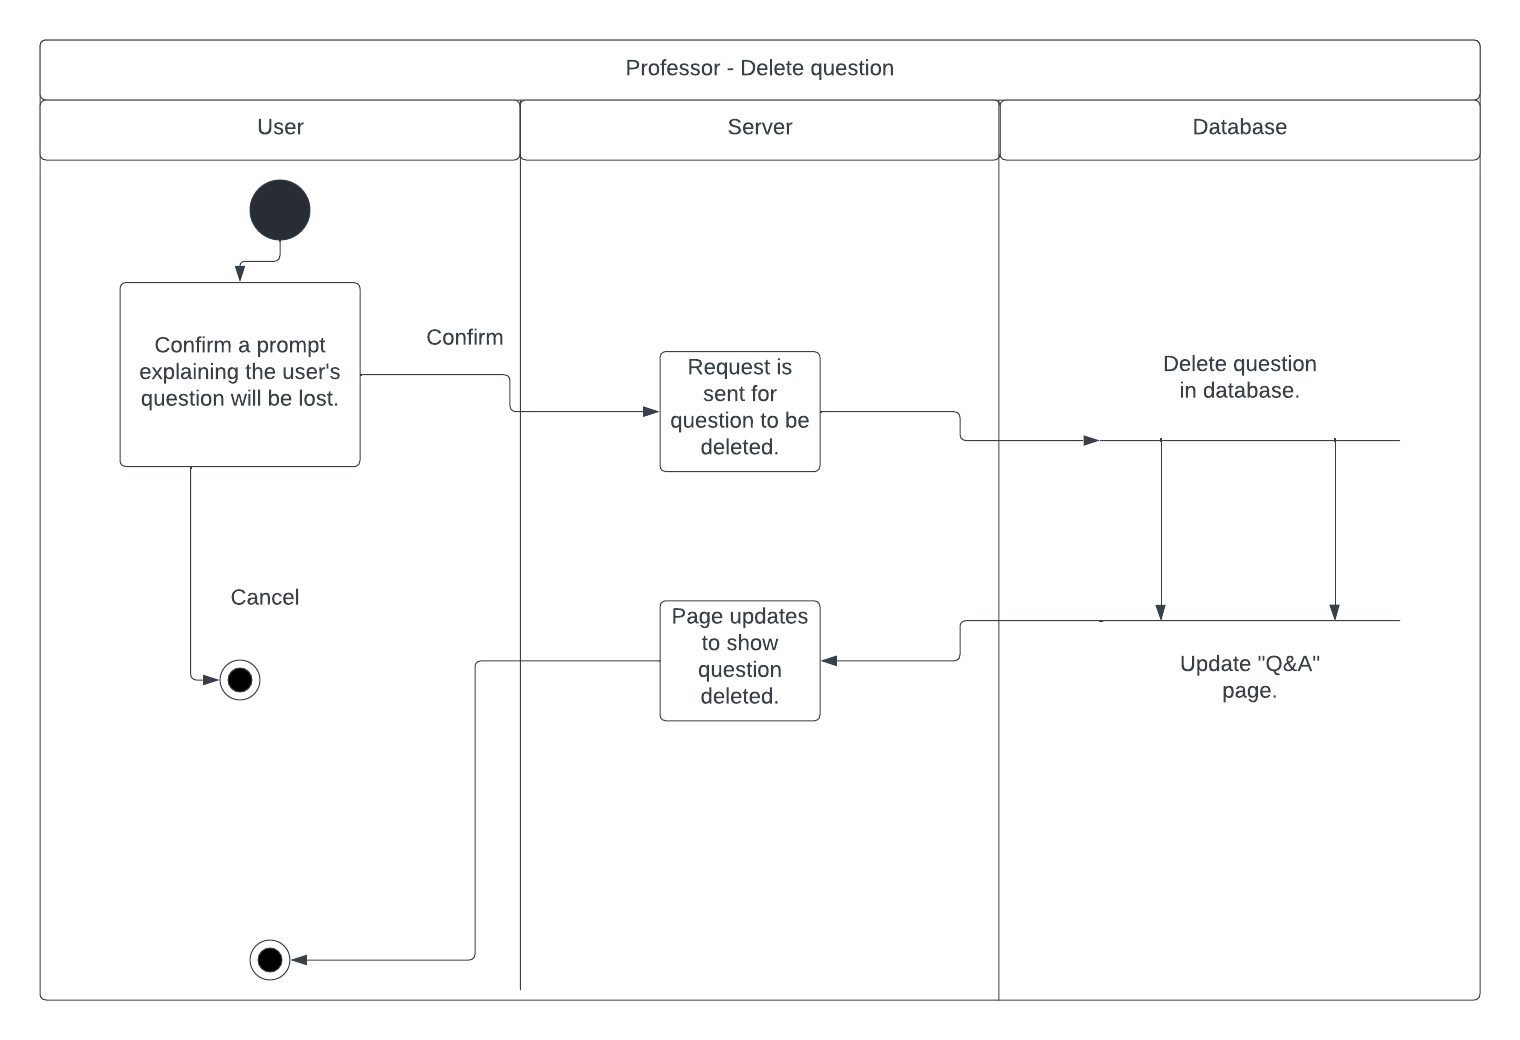 Professor - Delete question
User
Server
Database
Confirm a prompt
explaining the user's
question will be lost.
Confirm
Request is
sent for
question to be
deleted.
Delete question
in database.
Cancel
Page updates
to show
question
deleted.
Update "Q&A"
page.